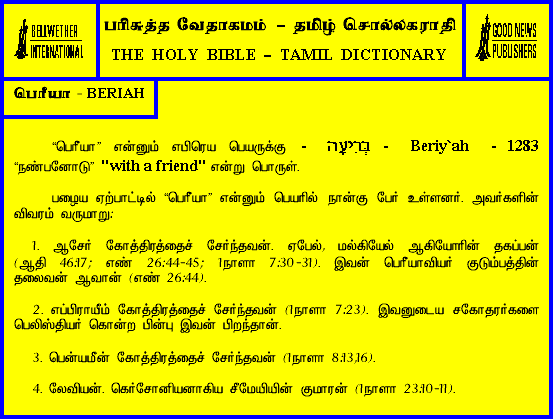 BELLWETHER
INTERNATIONAL
பரிசுத்த வேதாகமம் – தமிழ் சொல்லகராதி
THE HOLY BIBLE – TAMIL DICTIONARY
GOOD NEWS
PUBLISHERS
பெரீயா - BERIAH
“பெரீயா” என்னும் எபிரெய பெயருக்கு - בְּרִיעָה - Beriy`ah - 1283
“நண்பனோடு” "with a friend" என்று பொருள்.
பழைய ஏற்பாட்டில் “பெரீயா” என்னும் பெயரில் நான்கு பேர் உள்ளனர். அவர்களின்
விவரம் வருமாறு:
1. ஆசேர் கோத்திரத்தைச் சேர்ந்தவன். ஏபேல், மல்கியேல் ஆகியோரின் தகப்பன்
(ஆதி 46:17; எண் 26:44-45; 1நாளா 7:30-31). இவன் பெரீயாவியர் குடும்பத்தின்
தலைவன் ஆவான் (எண் 26:44).
2. எப்பிராயீம் கோத்திரத்தைச் சேர்ந்தவன் (1நாளா 7:23). இவனுடைய சகோதரர்களை
பெலிஸ்தியர் கொன்ற பின்பு இவன் பிறந்தான்.
3. பென்யமீன் கோத்திரத்தைச் சேர்ந்தவன் (1நாளா 8:13,16).
4. லேவியன். கெர்சோனியனாகிய சீமேயியின் குமாரன் (1நாளா 23:10-11).